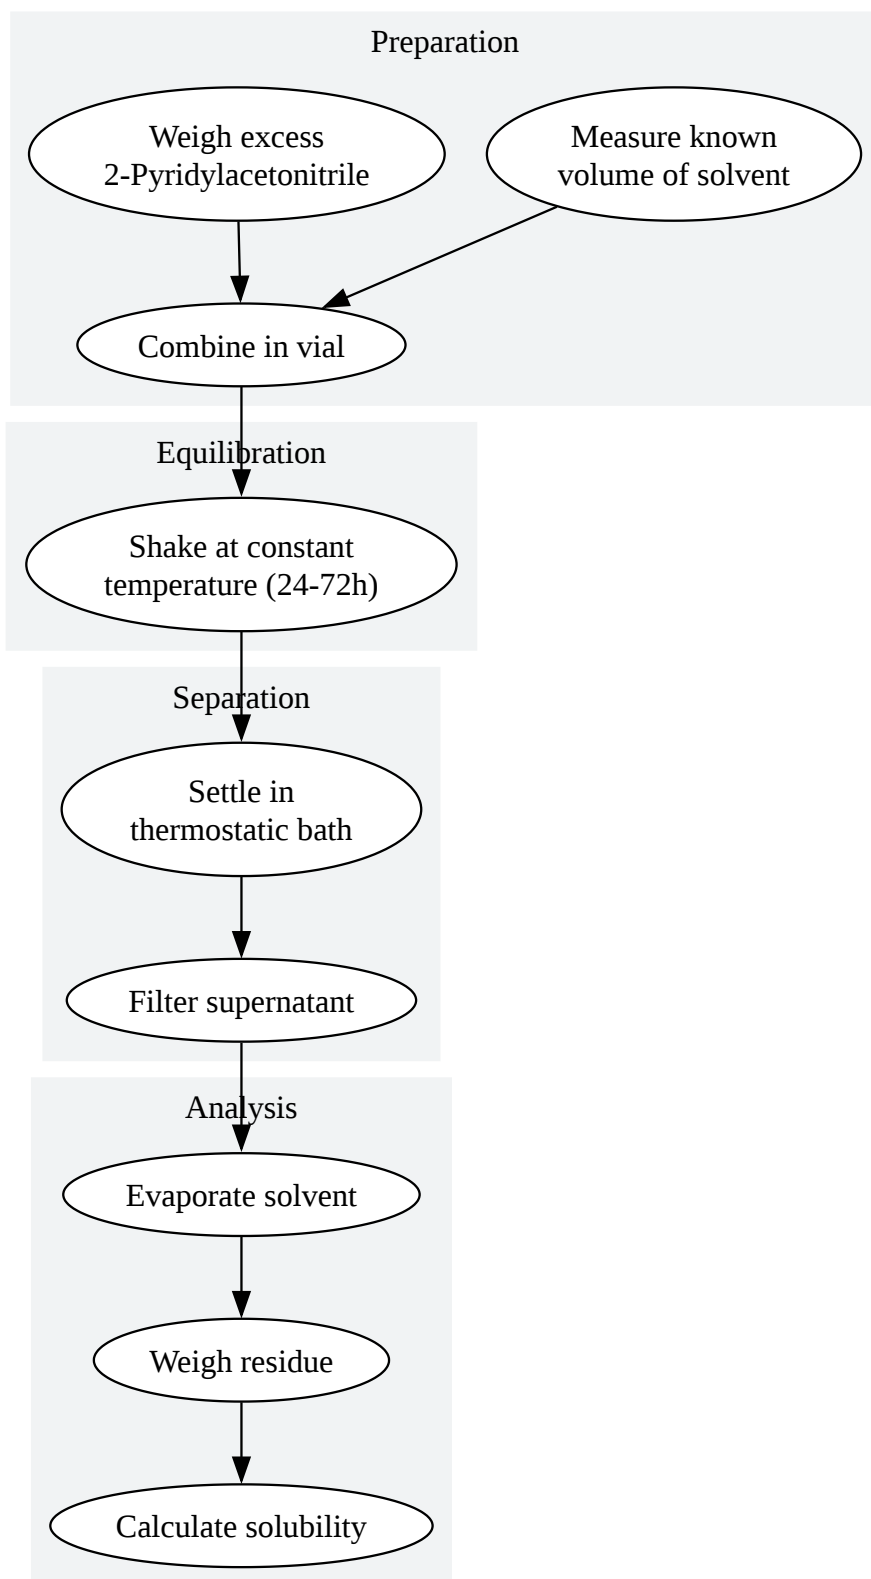 Preparation
Weigh excess
2-Pyridylacetonitrile
Measure known
volume of solvent
Combine in vial
Equilibration
Shake at constant
temperature (24-72h)
Separation
Settle in
thermostatic bath
Filter supernatant
Analysis
Evaporate solvent
Weigh residue
Calculate solubility